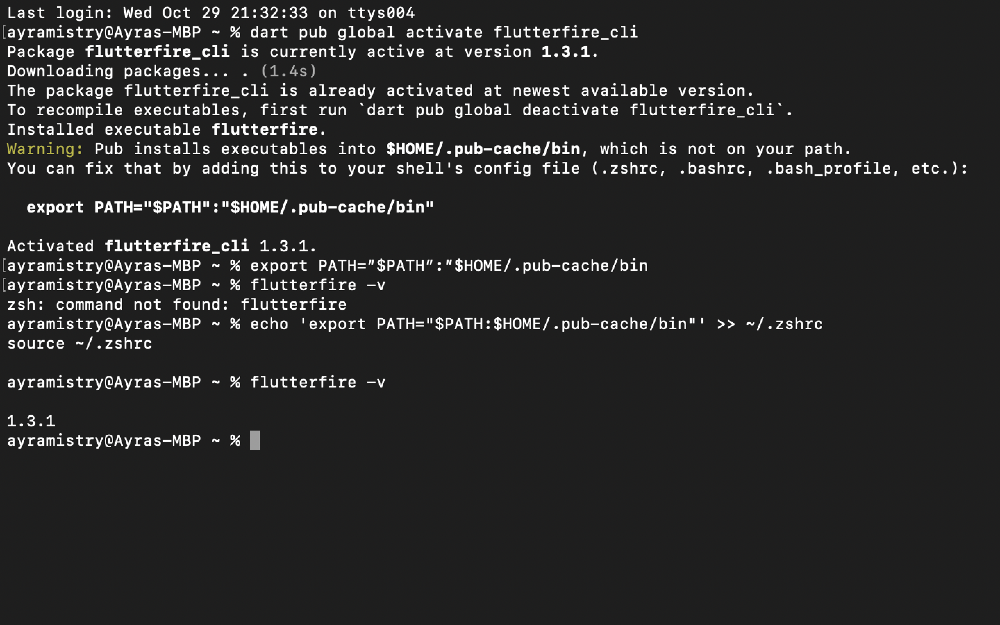 Last login: Wed Oct 29 21:32:33 on ttys004
[ayramistry@Ayras-MBP ~ % dart pub global activate flutterfire_cli
Package flutterfire_cli is currently active at version 1.3.1.
Downloading packages... . (1.4s)
The package flutterfire_cli is already activated at newest available version.
To recompile executables, first run `dart pub global deactivate flutterfire_cli`.
Installed executable flutterfire.
Warning: Pub installs executables into $HOME/.pub-cache/bin, which is not on your path.
You can fix that by adding this to your shell's config file (.zshrc, .bashrc, .bash_profile, etc.):
export PATH="$PATH":"$HOME/.pub-cache/bin"
Activated flutterfire_cli 1.3.1.
[ayramistry@Ayras-MBP ~ % export PATH=”$PATH”:”$HOME/.pub-cache/bin
[ayramistry@Ayras-MBP ~ % flutterfire -v
zsh: command not found: flutterfire
ayramistry@Ayras-MBP ~ % echo 'export PATH="$PATH:$HOME/.pub-cache/bin"' >> ~/.zshrc
source ~/.zshrc
ayramistry@Ayras-MBP ~ % flutterfire -v
1.3.1
ayramistry@Ayras-MBP ~ %